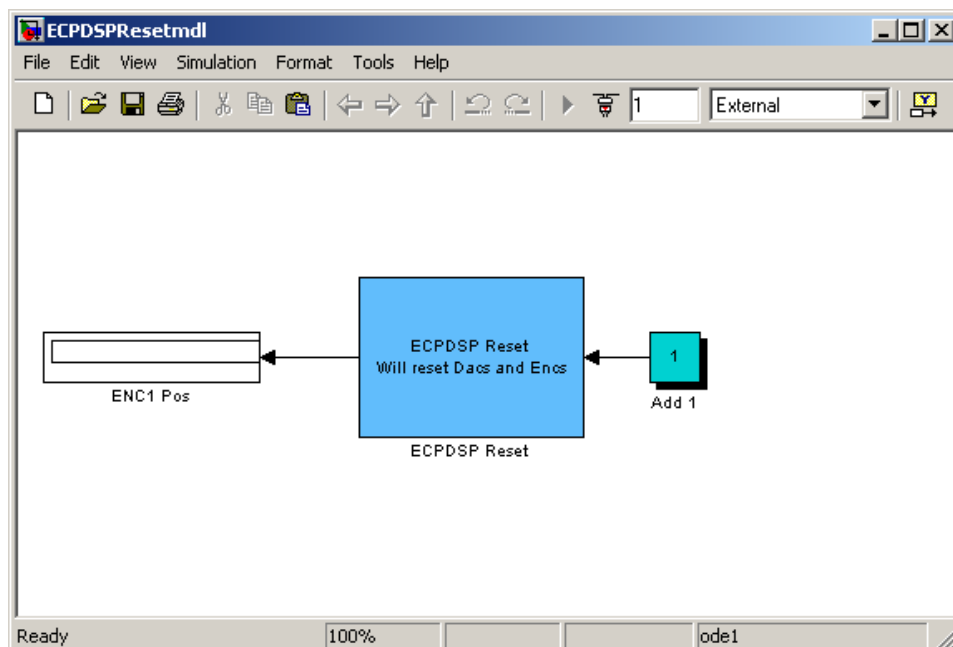 ECPDSPResetmdl
File Edit View Simulation Format Tools Help
1 External
ECPDSP Reset
Will reset Dacs and Encs
1
ENC1 Pos
Add 1
ECPDSP Reset
Ready 100% ode1